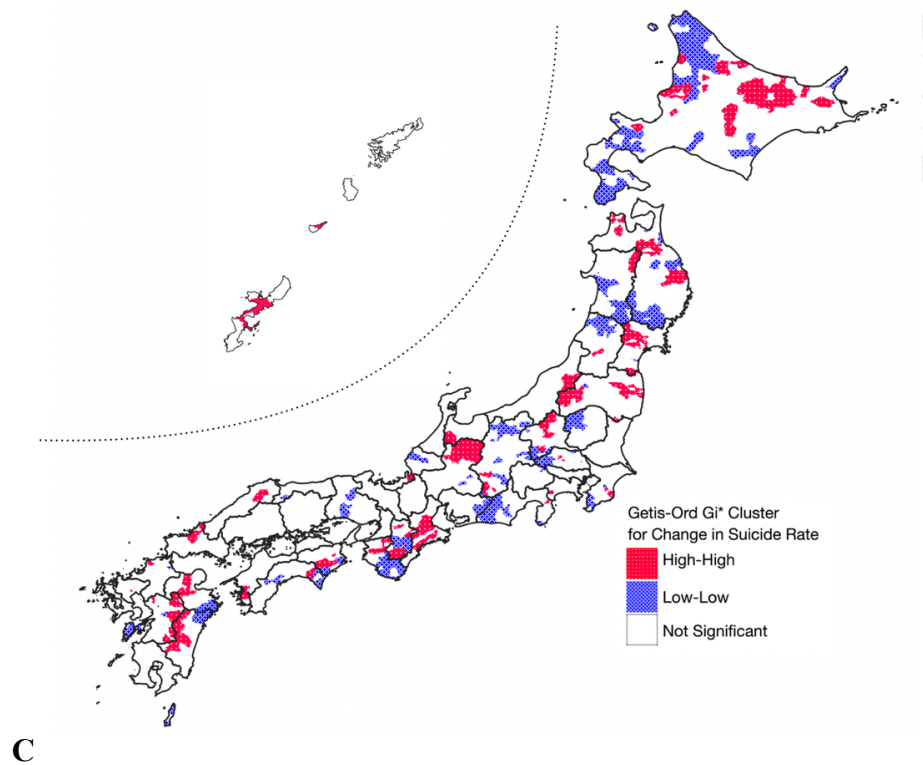 Getis-Ord Gi* Cluster
for Change in Suicide Rate
High-High
Low-Low
Not Significant
C